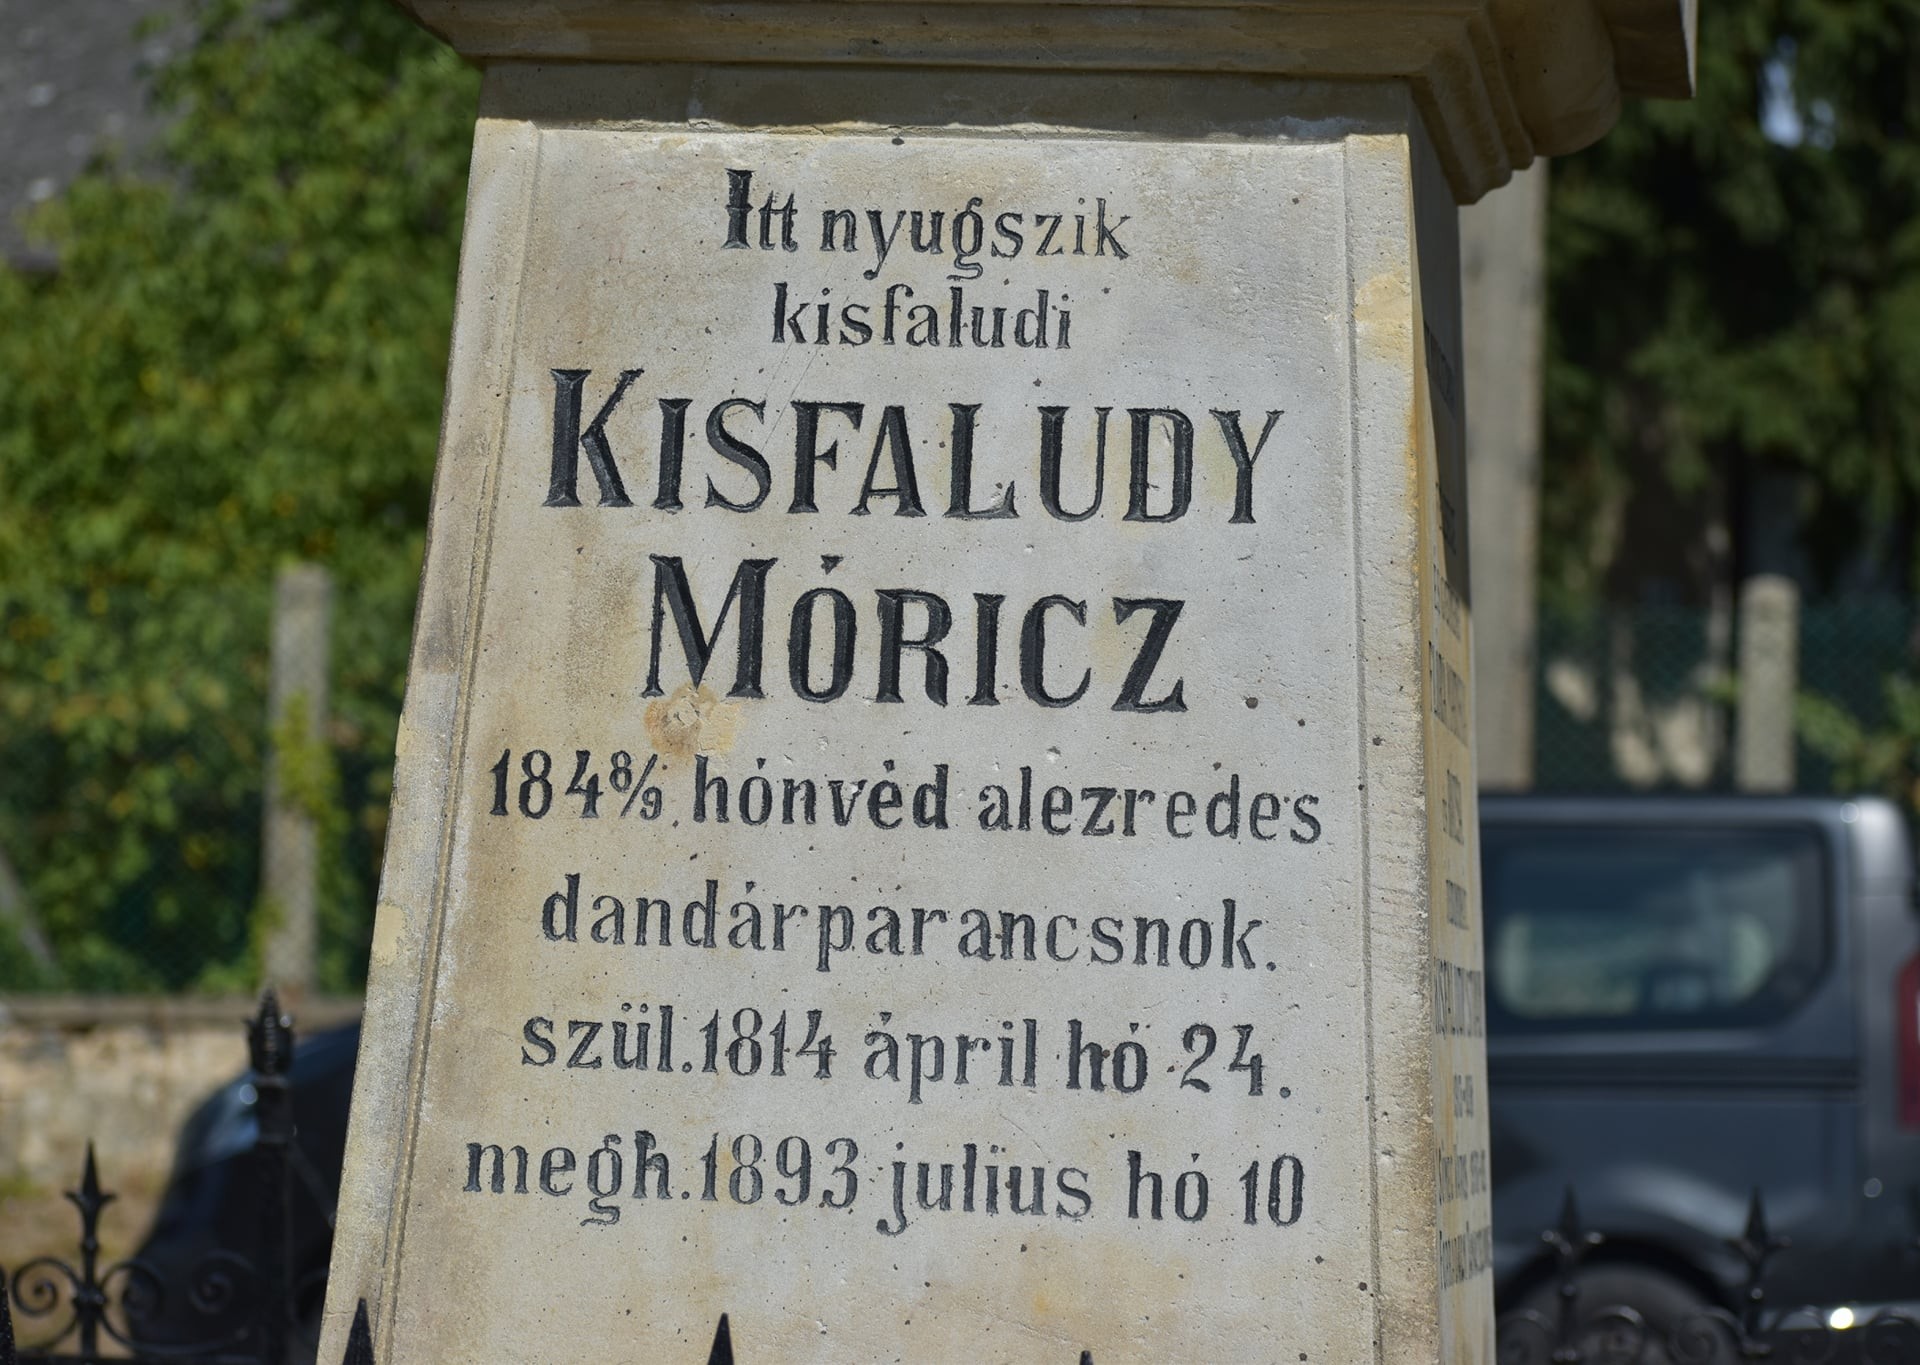 Itt nyugszik
kisfaludi
KISFALUDY
MÓRICZ
184⁸/₉ hónvéd alezredes
dandárparancsnok.
szül. 1814 ápril hó 24.
megh. 1893 julius hó 10